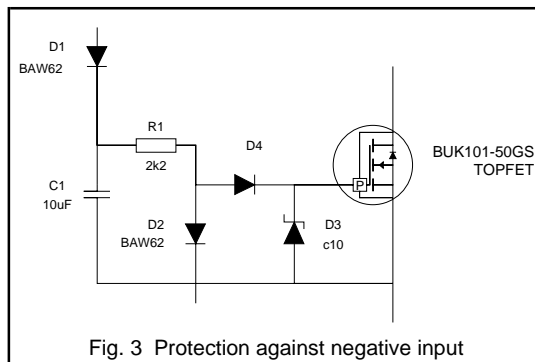 D1
BAW62
R1
2k2
D4
BUK101-50GS
TOPFET
P
C1
10uF
D2
BAW62
D3
c10
Fig. 3 Protection against negative input